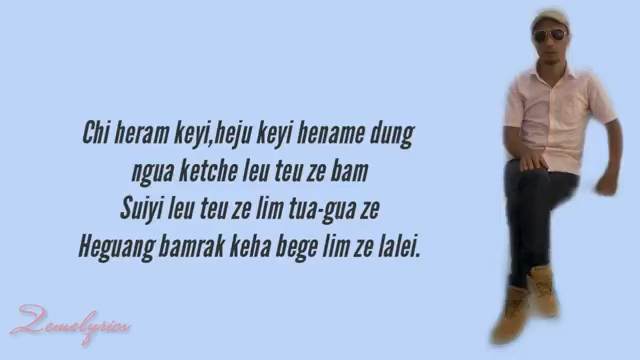 Chi heram keyi,heju keyi hename dung
ngua ketche leu teu ze bam
Suiyi leu teu ze lim tua-gua ze
Heguang bamrak keha bege lim ze lalei.
Zemelyrics